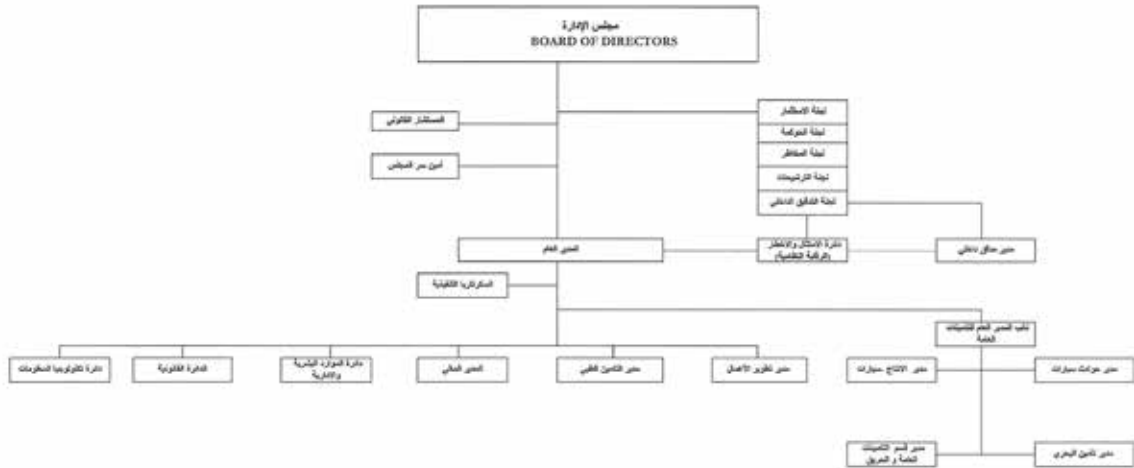 مجلس الإدارة
BOARD OF DIRECTORS
لجنة الاستثمار
المستشار القانوني
لجنة الحوكمة
لجنة المخاطر
أمين سر المجلس
لجنة الترشيحات
لجنة التدقيق الداخلي
المدير العام
دائرة الامتثال والاخطار
(الرقابة النظامية)
مدير تدقيق داخلي
السكرتاريا التنفيذية
نائب المدير العام للتأمينات
العامة
دائرة تكنولوجيا المعلومات
الدائرة القانونية
دائرة الموارد البشرية
والادارية
المدير المالي
مدير التأمين الطبي
مدير تطوير الأعمال
مدير الانتاج سيارات
مدير حوادث سيارات
مدير قسم التأمينات
العامة و الحريق
مدير تأمين البحري